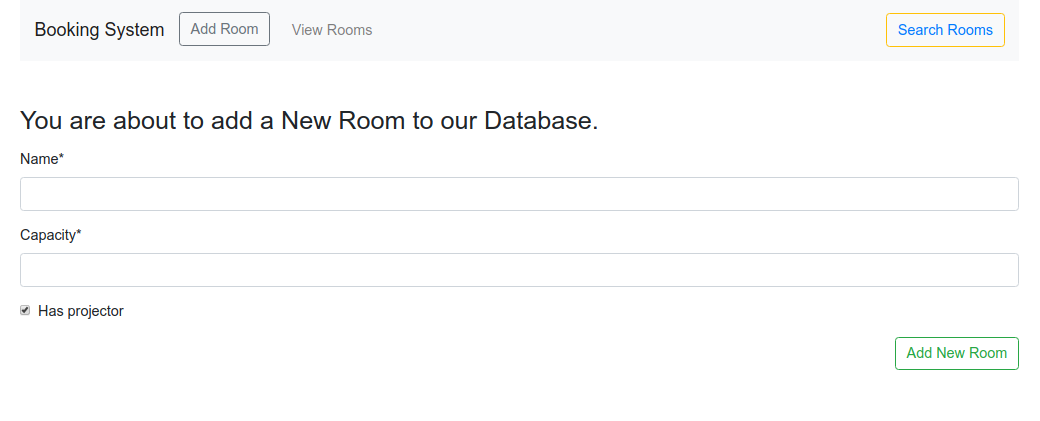 Booking System Add Room View Rooms Search Rooms
You are about to add a New Room to our Database.
Name*
Capacity*
Has projector
Add New Room